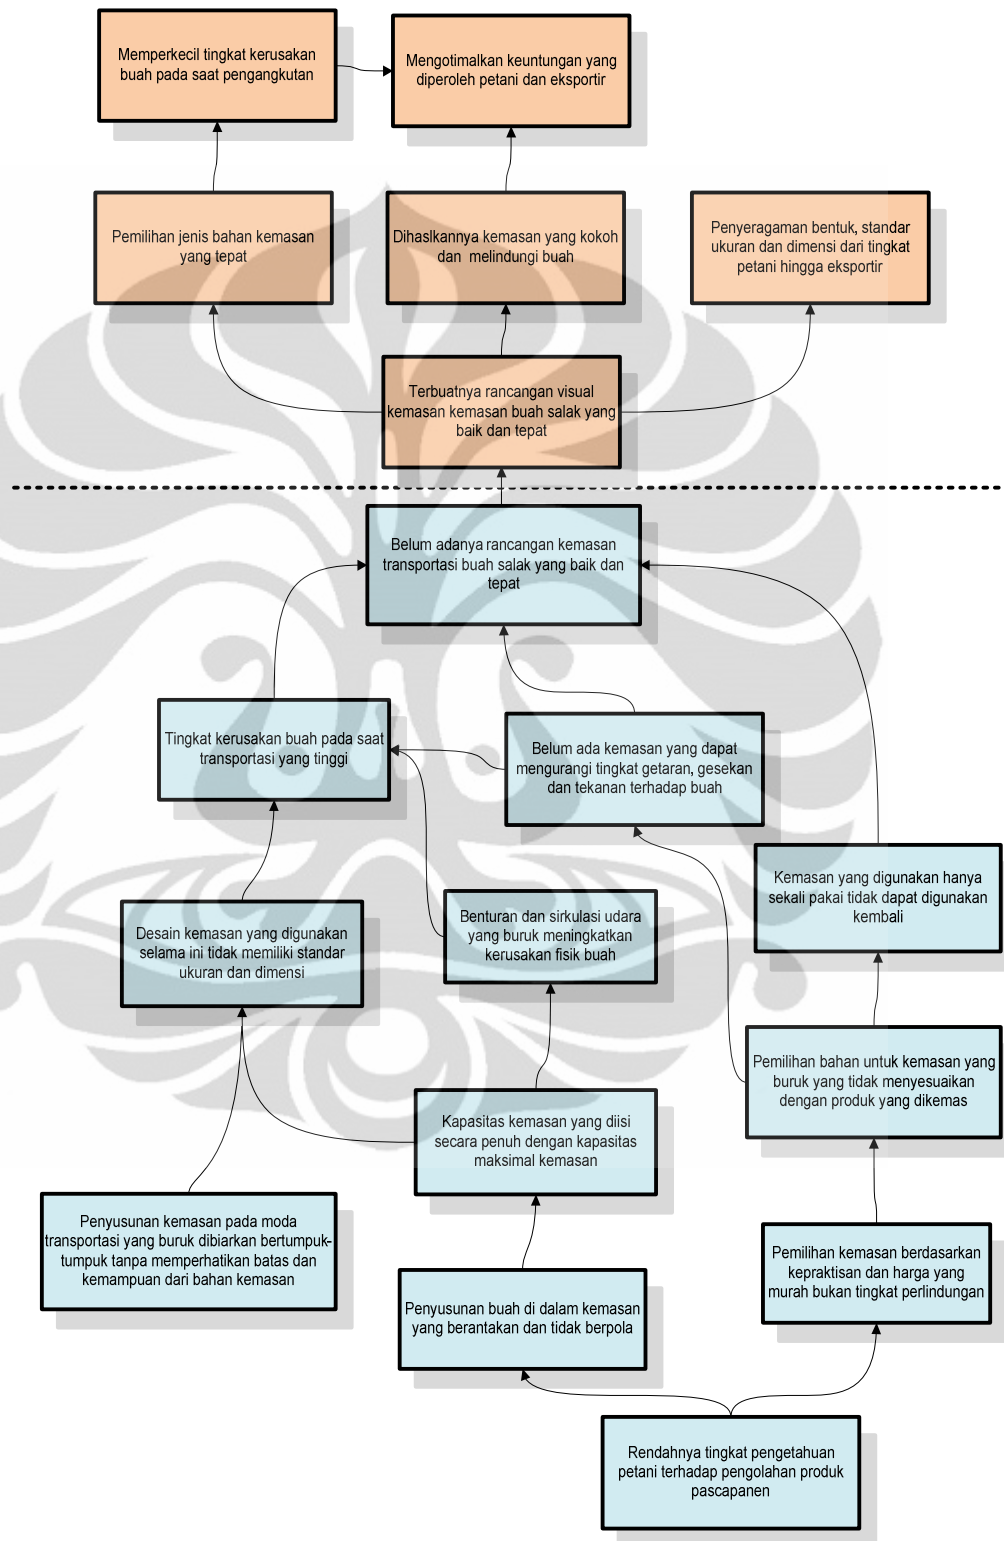 Memperkecil tingkat kerusakan
buah pada saat pengangkutan
Mengotimalkan keuntungan yang
diperoleh petani dan eksportir
Pemilihan jenis bahan kemasan
yang tepat
Dihaslkannya kemasan yang kokoh
dan melindungi buah
Penyeragaman bentuk, standar
ukuran dan dimensi dari tingkat
petani hingga eksportir
Terbuatnya rancangan visual
kemasan kemasan buah salak yang
baik dan tepat
Belum adanya rancangan kemasan
transportasi buah salak yang baik dan
tepat
Tingkat kerusakan buah pada saat
transportasi yang tinggi
Belum ada kemasan yang dapat
mengurangi tingkat getaran, gesekan
dan tekanan terhadap buah
Kemasan yang digunakan hanya
sekali pakai tidak dapat digunakan
kembali
Desain kemasan yang digunakan
selama ini tidak memiliki standar
ukuran dan dimensi
Benturan dan sirkulasi udara
yang buruk meningkatkan
kerusakan fisik buah
Pemilihan bahan untuk kemasan yang
buruk yang tidak menyesuaikan
dengan produk yang dikemas
Kapasitas kemasan yang diisi
secara penuh dengan kapasitas
maksimal kemasan
Penyusunan kemasan pada moda
transportasi yang buruk dibiarkan bertumpuk-
tumpuk tanpa memperhatikan batas dan
kemampuan dari bahan kemasan
Pemilihan kemasan berdasarkan
kepraktisan dan harga yang
murah bukan tingkat perlindungan
Penyusunan buah di dalam kemasan
yang berantakan dan tidak berpola
Rendahnya tingkat pengetahuan
petani terhadap pengolahan produk
pascapanen